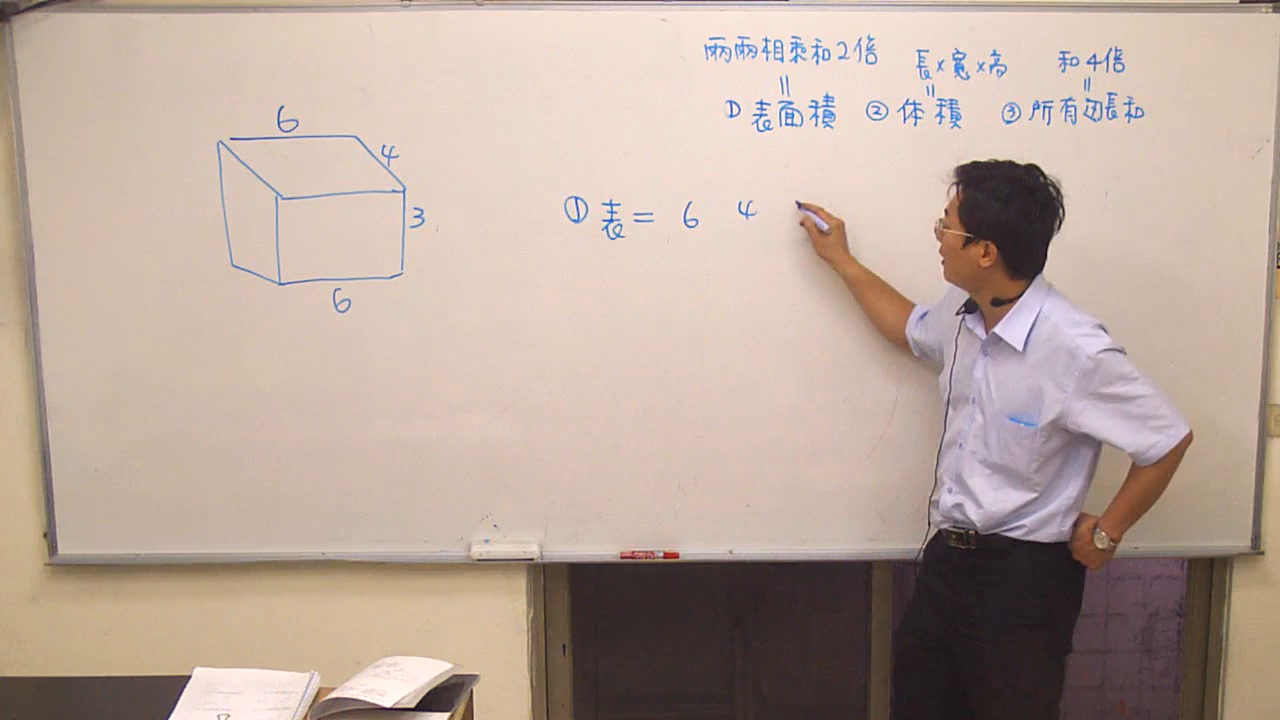 兩兩相乘和2倍 長×寬×高 和4倍
= = =
① 表面積 ② 体積 ③ 所有边長和
6
4
3
6
① 表 = 6 4